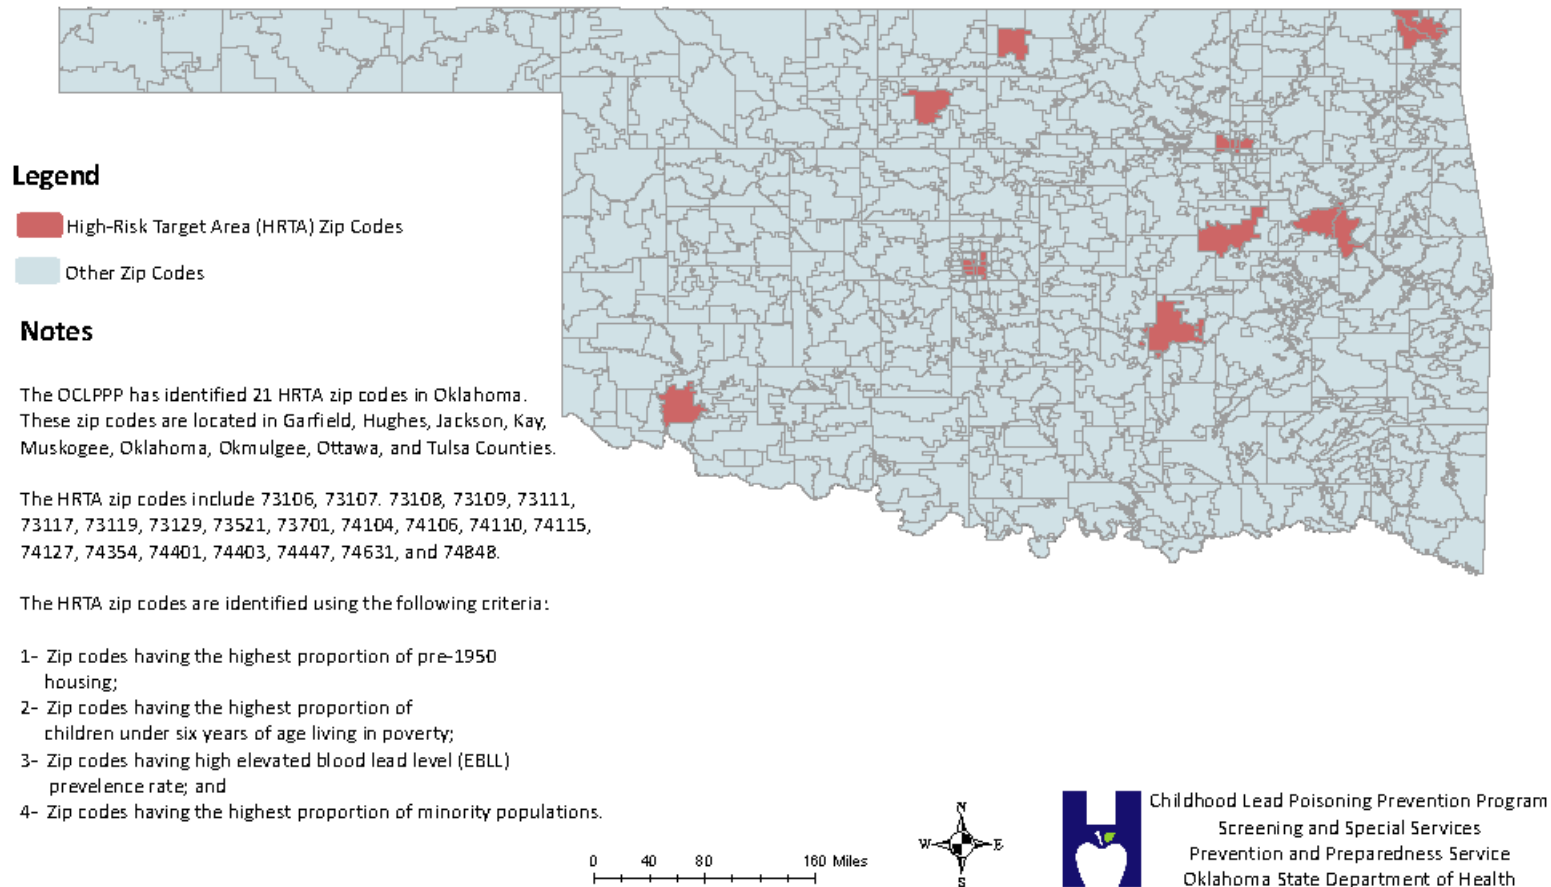 Legend
High-Risk Target Area (HRTA) Zip Codes
Other Zip Codes
Notes
The OCLPPP has identified 21 HRTA zip codes in Oklahoma.
These zip codes are located in Garfield, Hughes, Jackson, Kay,
Muskogee, Oklahoma, Okmulgee, Ottawa, and Tulsa Counties.
The HRTA zip codes include 73106, 73107. 73108, 73109, 73111,
73117, 73119, 73129, 73521, 73701, 74104, 74106, 74110, 74115,
74127, 74354, 74401, 74403, 74447, 74631, and 74848.
The HRTA zip codes are identified using the following criteria:
1- Zip codes having the highest proportion of pre-1950
housing;
2- Zip codes having the highest proportion of
children under six years of age living in poverty;
3- Zip codes having high elevated blood lead level (EBLL)
prevelence rate; and
4- Zip codes having the highest proportion of minority populations.
0 40 80 160 Miles
N
W E
S
Childhood Lead Poisoning Prevention Program
Screening and Special Services
Prevention and Preparedness Service
Oklahoma State Department of Health